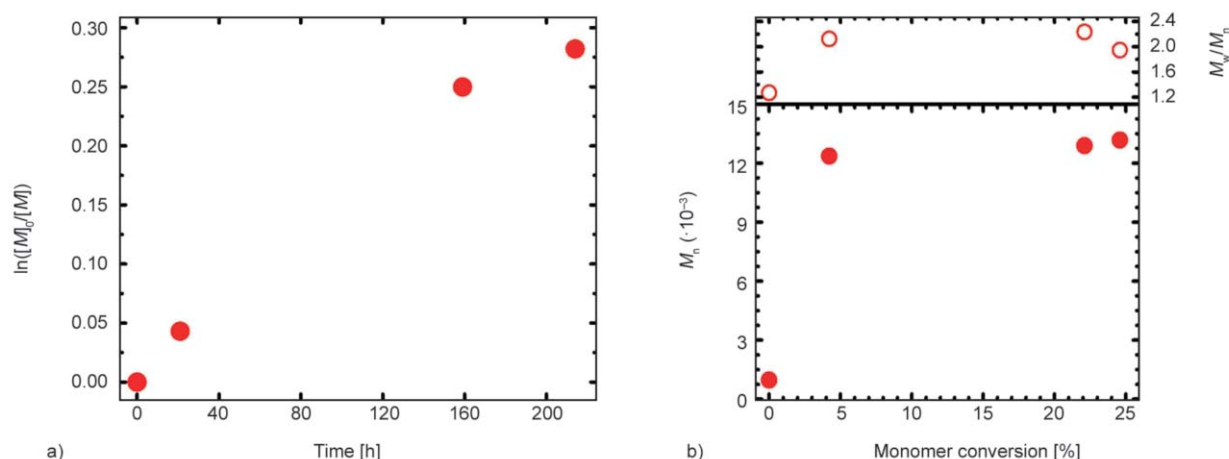 0.30
0.25
0.20
0.15
0.10
0.05
0.00
ln([M]₀/[M])
0 40 80 120 160 200
Time [h]
a)
2.4
2.0
1.6
1.2
Mw/Mn
15
12
9
6
3
0
Mn (·10⁻³)
0 5 10 15 20 25
Monomer conversion [%]
b)